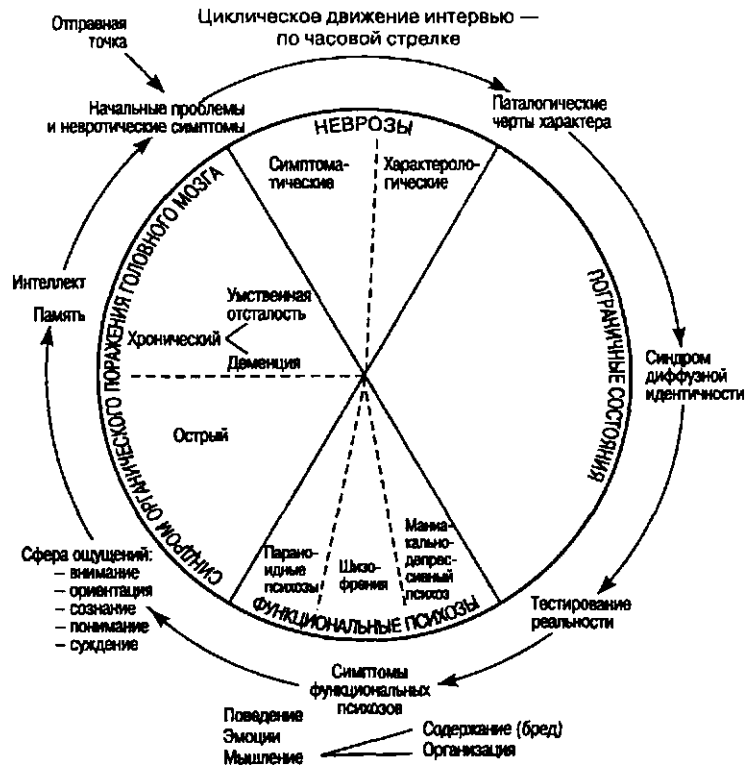 Циклическое движение интервью —
по часовой стрелке
Отправная
точка
Начальные проблемы
и невротические симптомы
Паталогические
черты характера
НЕВРОЗЫ
Симптома-
тические
Характероло-
гические
СИНДРОМ ОРГАНИЧЕСКОГО ПОРАЖЕНИЯ ГОЛОВНОГО МОЗГА
Интеллект
Память
Умственная
отсталость
Хронический
Деменция
Острый
ПОГРАНИЧНЫЕ СОСТОЯНИЯ
Синдром
диффузной
идентичности
Парано-
идные
психозы
Шизо-
френия
Маниа-
кально-
депрес-
сивный
психоз
ФУНКЦИОНАЛЬНЫЕ ПСИХОЗЫ
Сфера ощущений:
– внимание
– ориентация
– сознание
– понимание
– суждение
Тестирование
реальности
Симптомы
функциональных
психозов
Поведение
Эмоции
Мышление
Содержание (бред)
Организация